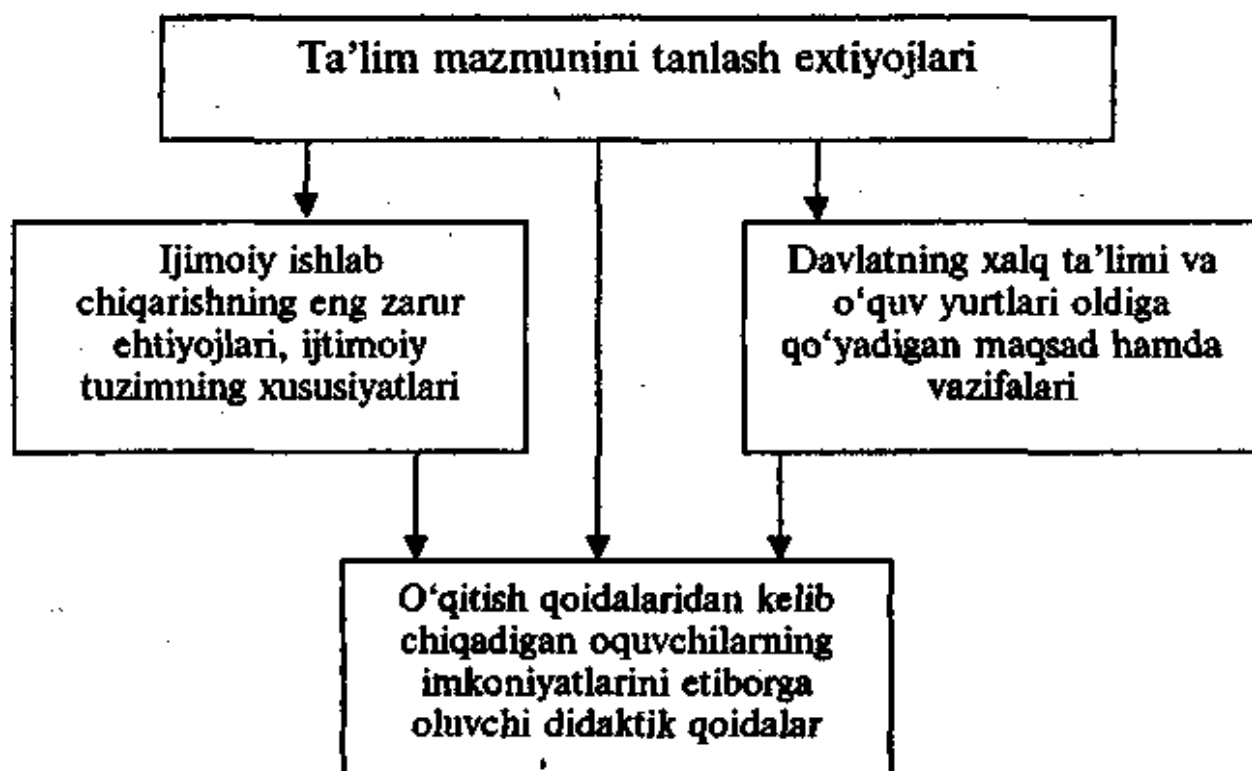 Ta’lim mazmunini tanlash extiyojlari
Ijimoiy ishlab
chiqarishning eng zarur
ehtiyojlari, ijtimoiy
tuzimning xususiyatlari
Davlatning xalq ta’limi va
o‘quv yurtlari oldiga
qo‘yadigan maqsad hamda
vazifalari
O‘qitish qoidalaridan kelib
chiqadigan oquvchilarning
imkoniyatlarini etiborga
oluvchi didaktik qoidalar